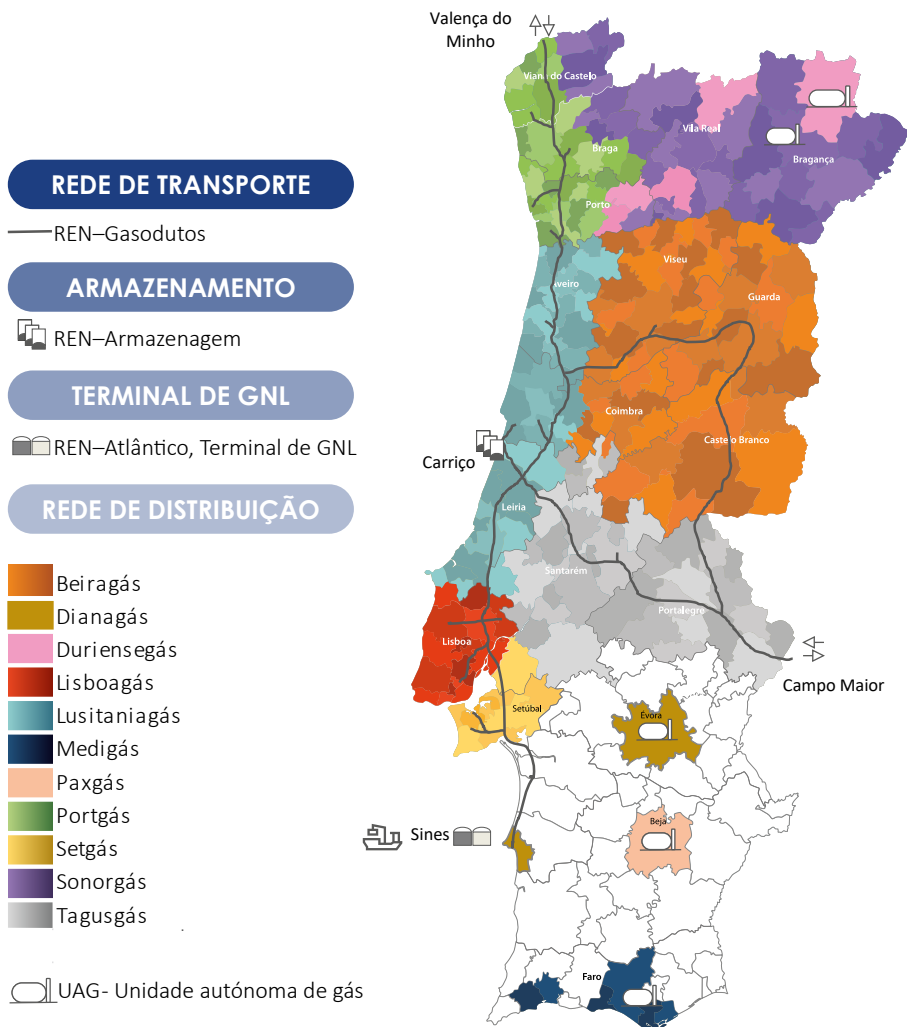 Valença do
Minho
Viana do Castelo
Vila Real
Braga
Bragança
REDE DE TRANSPORTE
Porto
REN–Gasodutos
Viseu
ARMAZENAMENTO
Aveiro
Guarda
REN–Armazenagem
TERMINAL DE GNL
Coimbra
REN–Atlântico, Terminal de GNL
Castelo Branco
Carriço
REDE DE DISTRIBUIÇÃO
Leiria
Santarém
Beiragás
Dianagás
Portalegre
Duriensegás
Lisboa
Lisboagás
Campo Maior
Lusitaniagás
Setúbal
Évora
Medigás
Paxgás
Portgás
Beja
Sines
Setgás
Sonorgás
Tagusgás
Faro
UAG- Unidade autónoma de gás